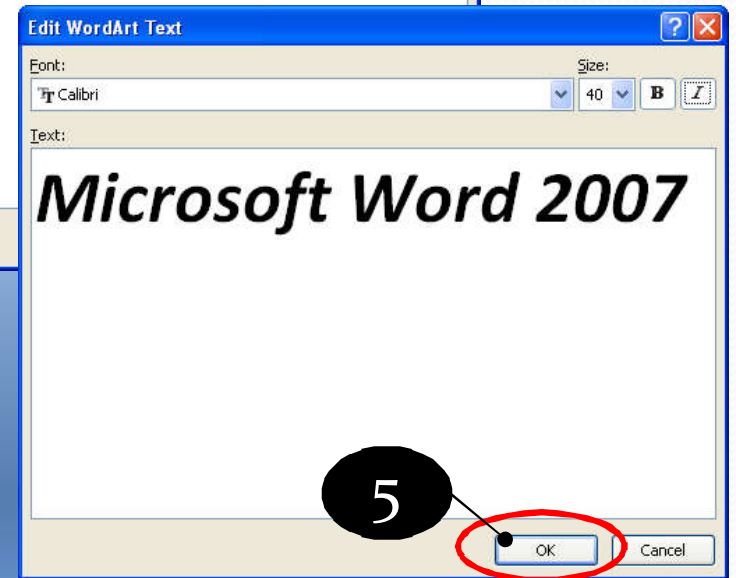 Edit WordArt Text ?
Font: Size:
Calibri 40 B I
Text:
Microsoft Word 2007
5
OK Cancel